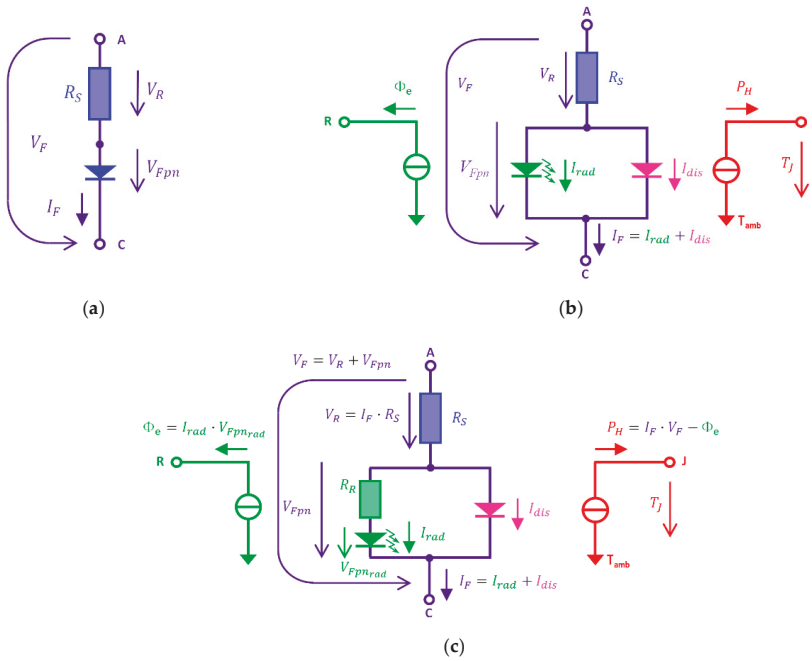 A
R_S
V_R
V_F
V_Fpn
I_F
C
(a)
A
V_R
R_S
V_F
Φ_e
R
V_Fpn
I_rad
I_dis
P_H
T_J
T_amb
I_F = I_rad + I_dis
C
(b)
V_F = V_R + V_Fpn
A
V_R = I_F · R_S
R_S
Φ_e = I_rad · V_Fpn_rad
R
P_H = I_F · V_F − Φ_e
J
R_R
V_Fpn
I_rad
I_dis
T_J
V_Fpn_rad
T_amb
I_F = I_rad + I_dis
C
(c)